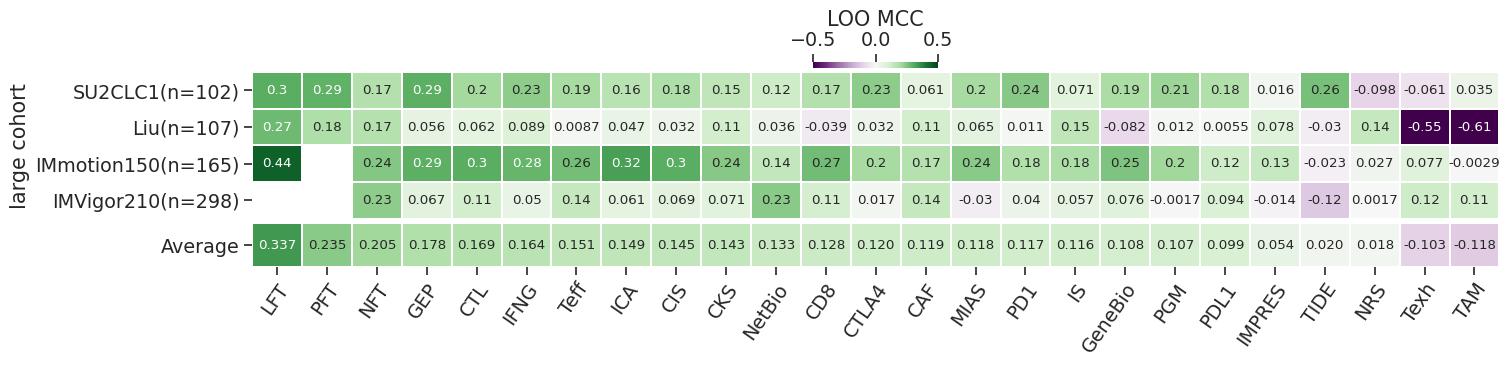 LOO MCC
−0.5 0.0 0.5
large cohort
SU2CLC1(n=102) 0.3 0.29 0.17 0.29 0.2 0.23 0.19 0.16 0.18 0.15 0.12 0.17 0.23 0.061 0.2 0.24 0.071 0.19 0.21 0.18 0.016 0.26 -0.098 -0.061 0.035
Liu(n=107) 0.27 0.18 0.17 0.056 0.062 0.089 0.0087 0.047 0.032 0.11 0.036 -0.039 0.032 0.11 0.065 0.011 0.15 -0.082 0.012 0.0055 0.078 -0.03 0.14 -0.55 -0.61
IMmotion150(n=165) 0.44 0.24 0.29 0.3 0.28 0.26 0.32 0.3 0.24 0.14 0.27 0.2 0.17 0.24 0.18 0.18 0.25 0.2 0.12 0.13 -0.023 0.027 0.077 -0.0029
IMVigor210(n=298) 0.23 0.067 0.11 0.05 0.14 0.061 0.069 0.071 0.23 0.11 0.017 0.14 -0.03 0.04 0.057 0.076 -0.0017 0.094 -0.014 -0.12 0.0017 0.12 0.11
Average 0.337 0.235 0.205 0.178 0.169 0.164 0.151 0.149 0.145 0.143 0.133 0.128 0.120 0.119 0.118 0.117 0.116 0.108 0.107 0.099 0.054 0.020 0.018 -0.103 -0.118
LFT PFT NFT GEP CTL IFNG Teff ICA CIS CKS NetBio CD8 CTLA4 CAF MIAS PD1 IS GeneBio PGM PDL1 IMPRES TIDE NRS Texh TAM